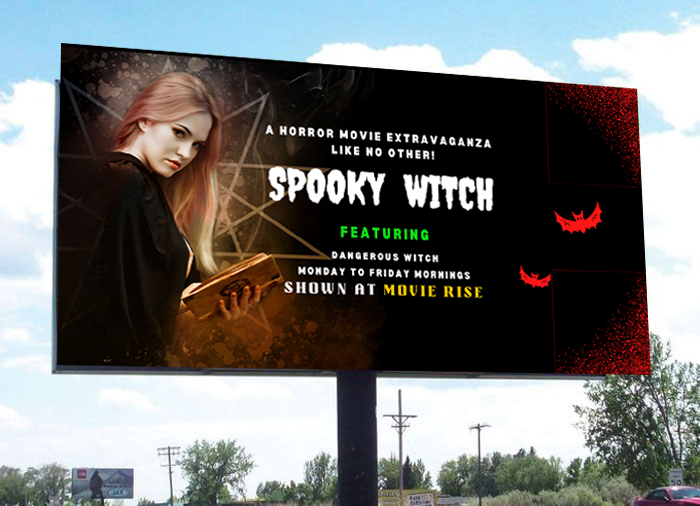 A HORROR MOVIE EXTRAVAGANZA
LIKE NO OTHER!
SPOOKY WITCH
FEATURING
DANGEROUS WITCH
MONDAY TO FRIDAY MORNINGS
SHOWN AT MOVIE RISE
50